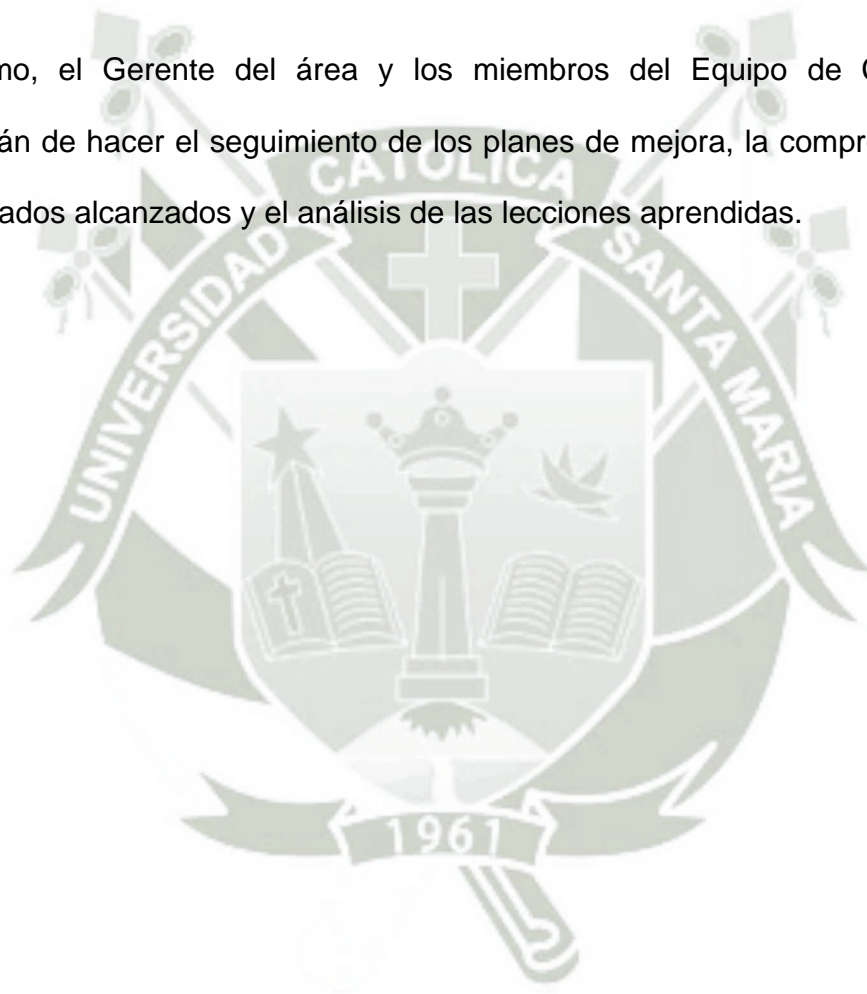 mo, el Gerente del área y los miembros del Equipo de
án de hacer el seguimiento de los planes de mejora, la compr
ados alcanzados y el análisis de las lecciones aprendidas.
UNIVERSIDAD CATOLICA SANTA MARIA
1961